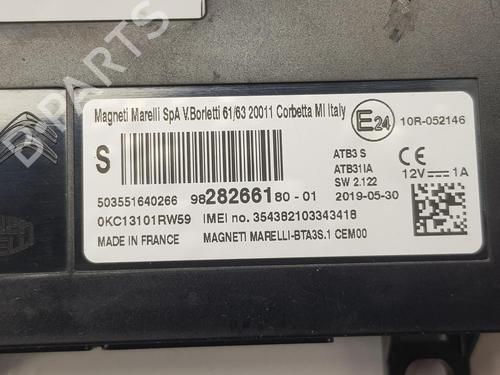 Magneti Marelli SpA V.Borletti 61/63 20011 Corbetta MI Italy
E24 10R-052146
S
ATB3 S
ATB31IA
SW 2.122
12V 1A
503551640266 9828266180-01 2019-05-30
0KC13101RW59 IMEI no. 354382103343418
MADE IN FRANCE MAGNETI MARELLI-BTA3S.1 CEM00
B-PARTS